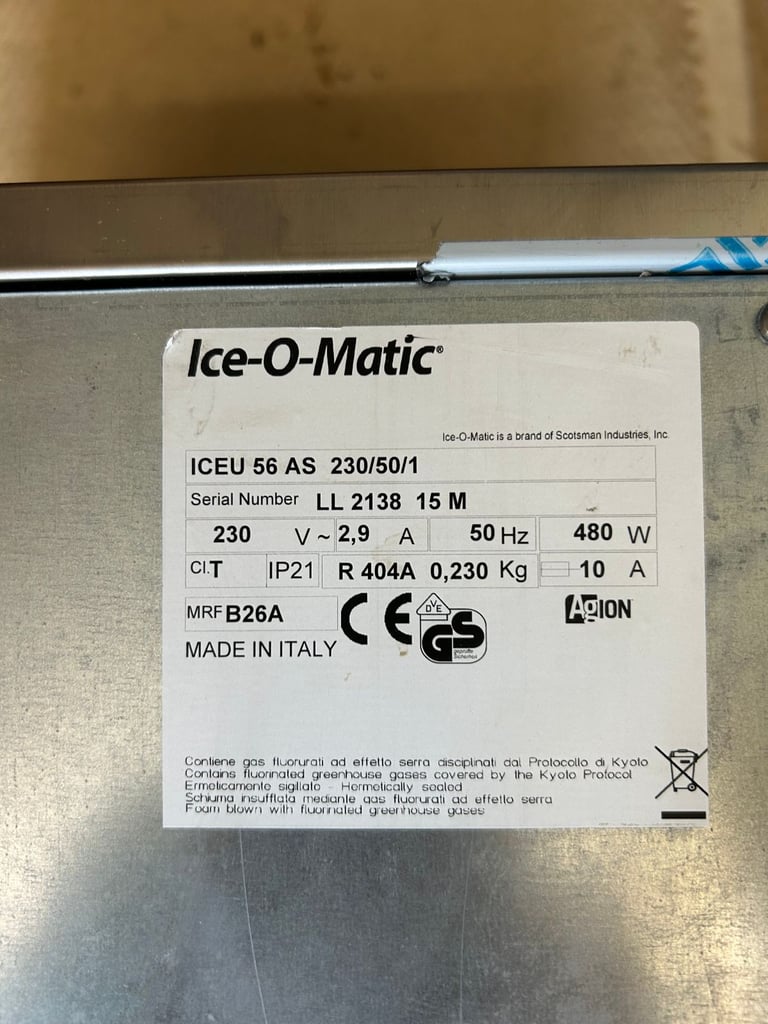 Ice-O-Matic®
Ice-O-Matic is a brand of Scotsman Industries, Inc.
ICEU 56 AS 230/50/1
Serial Number LL 2138 15 M
230 V ~ 2,9 A 50 Hz 480 W
Cl.T IP21 R 404A 0,230 Kg 10 A
MRF B26A CE DVE GS geprüfte Sicherheit AgION
MADE IN ITALY
Contiene gas fluorurati ad effetto serra disciplinati dal Protocollo di Kyoto
Contains fluorinated greenhouse gases covered by the Kyoto Protocol
Ermeticamente sigillato - Hermetically sealed
Schiuma insufflata mediante gas fluorurati ad effetto serra
Foam blown with fluorinated greenhouse gases